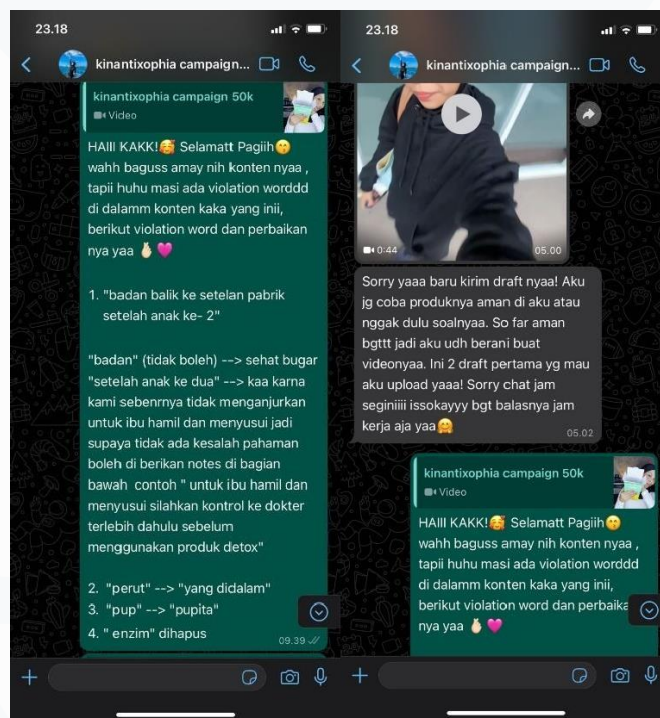 23.18
kinantixophia campaign...
kinantixophia campaign 50k
Video
HAIII KAKK!🥰 Selamatt Pagiih😙
wahh baguss amay nih konten nyaa ,
tapii huhu masi ada violation worddd
di dalamm konten kaka yang inii,
berikut violation word dan perbaikan
nya yaa 🫰🏻 💗
1. "badan balik ke setelan pabrik
setelah anak ke- 2"
"badan" (tidak boleh) --> sehat bugar
"setelah anak ke dua" --> kaa karna
kami sebenrnya tidak menganjurkan
untuk ibu hamil dan menyusui jadi
supaya tidak ada kesalah pahaman
boleh di berikan notes di bagian
bawah contoh " untuk ibu hamil dan
menyusui silahkan kontrol ke dokter
terlebih dahulu sebelum
menggunakan produk detox"
2. "perut" --> "yang didalam"
3. "pup" --> "pupita"
4. " enzim" dihapus
09.39
23.18
kinantixophia campaign...
0:44
05.00
Sorry yaaa baru kirim draft nyaa! Aku
jg coba produknya aman di aku atau
nggak dulu soalnya. So far aman
bgttt jadi aku udh berani buat
videonyaa. Ini 2 draft pertama yg mau
aku upload yaaa! Sorry chat jam
seginiiii issokayyy bgt balasnya jam
kerja aja yaa🤗
05.02
kinantixophia campaign 50k
Video
HAIII KAKK!🥰 Selamatt Pagiih😙
wahh baguss amay nih konten nyaa ,
tapii huhu masi ada violation worddd
di dalamm konten kaka yang inii,
berikut violation word dan perbaika
nya yaa 🫰🏻 💗